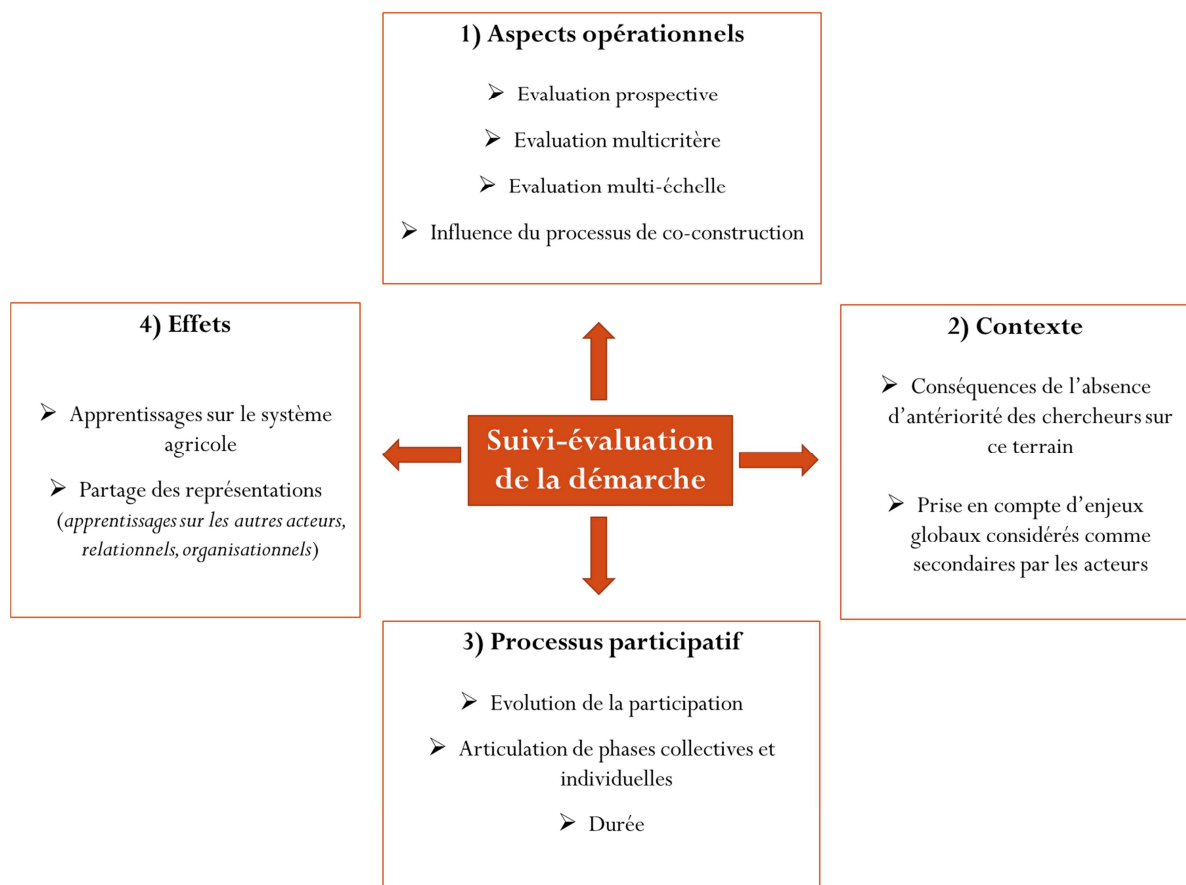 1) Aspects opérationnels
➢ Evaluation prospective
➢ Evaluation multicritère
➢ Evaluation multi-échelle
➢ Influence du processus de co-construction
4) Effets
➢ Apprentissages sur le système
agricole
➢ Partage des représentations
(apprentissages sur les autres acteurs,
relationnels, organisationnels)
Suivi-évaluation
de la démarche
2) Contexte
➢ Conséquences de l’absence
d’antériorité des chercheurs sur
ce terrain
➢ Prise en compte d’enjeux
globaux considérés comme
secondaires par les acteurs
3) Processus participatif
➢ Evolution de la participation
➢ Articulation de phases collectives et
individuelles
➢ Durée